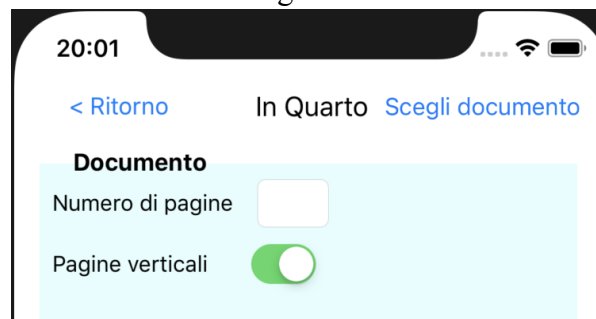 20:01
< Ritorno In Quarto Scegli documento
Documento
Numero di pagine
Pagine verticali